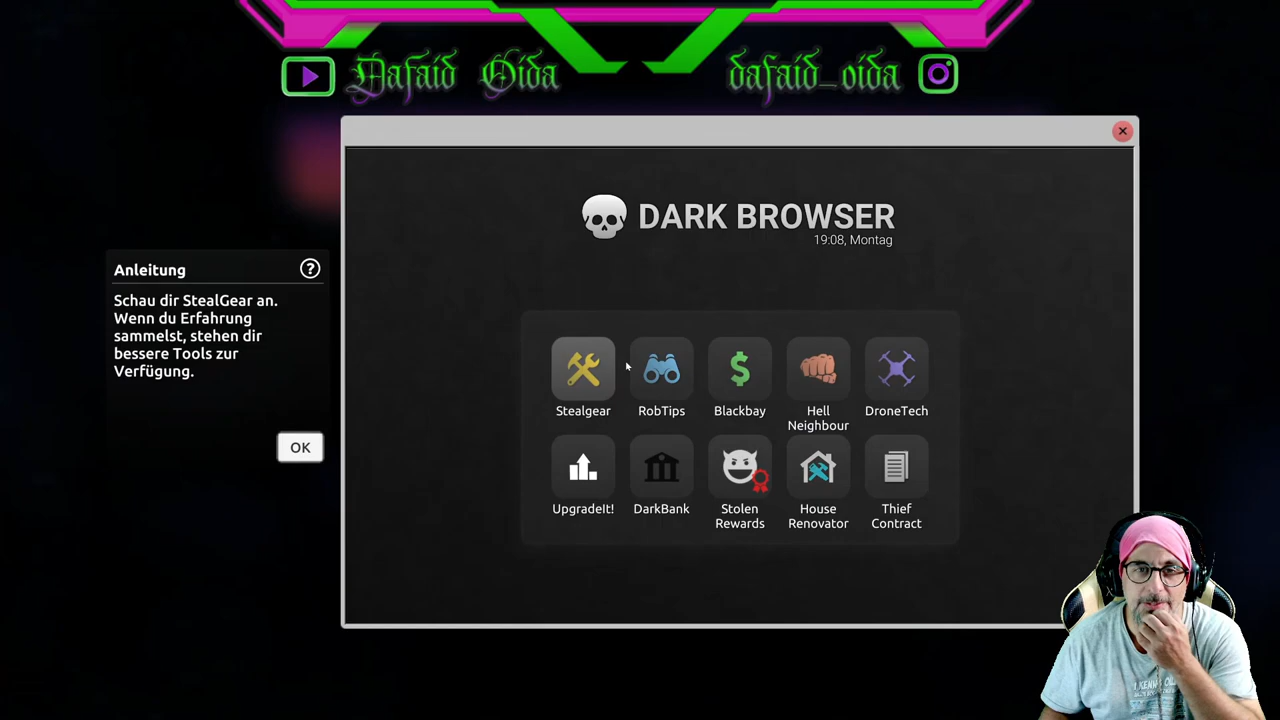 Dafaid Oida
dafaid_oida
DARK BROWSER
19:08, Montag
Anleitung
?
Schau dir StealGear an.
Wenn du Erfahrung
sammelst, stehen dir
bessere Tools zur
Verfügung.
OK
Stealgear
RobTips
Blackbay
Hell
Neighbour
DroneTech
UpgradeIt!
DarkBank
Stolen
Rewards
House
Renovator
Thief
Contract